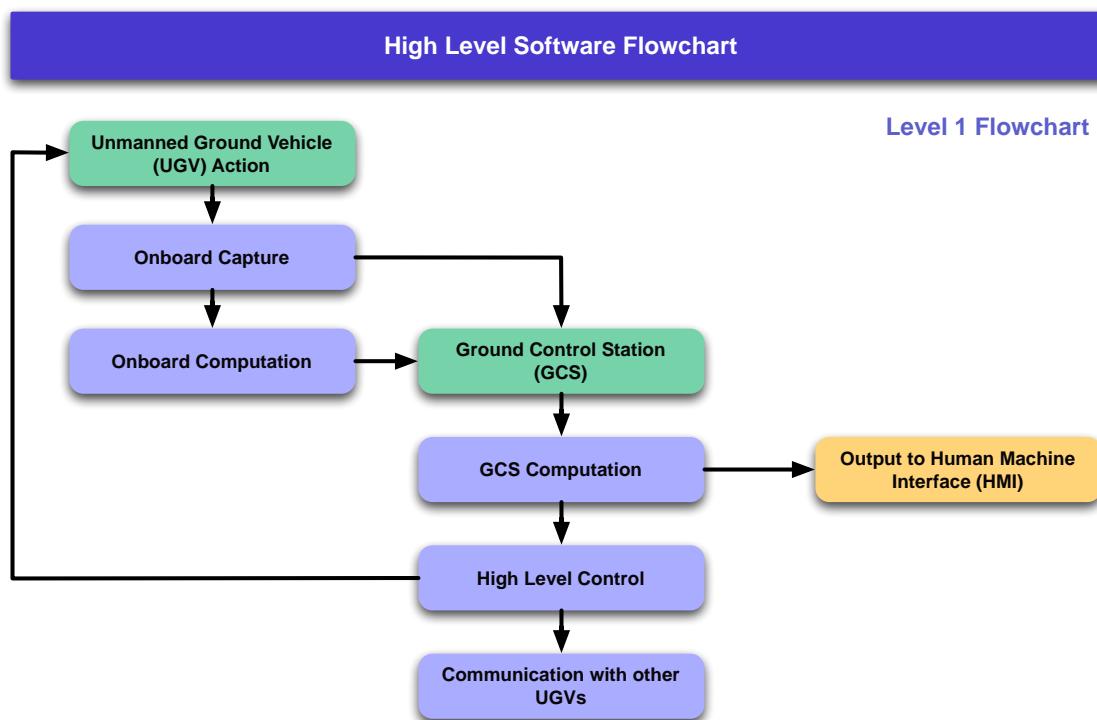 High Level Software Flowchart
Level 1 Flowchart
Unmanned Ground Vehicle
(UGV) Action
Onboard Capture
Onboard Computation
Ground Control Station
(GCS)
GCS Computation
Output to Human Machine
Interface (HMI)
High Level Control
Communication with other
UGVs